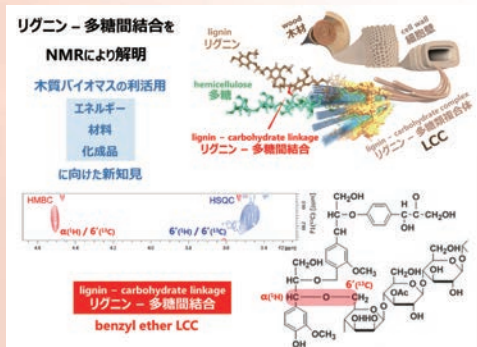 リグニン − 多糖間結合を
NMRにより解明
木質バイオマスの利活用
エネルギー
材料
化成品
に向けた新知見
wood
木材
cell wall
細胞壁
lignin
リグニン
hemicellulose
多糖
lignin − carbohydrate linkage
リグニン − 多糖間結合
lignin − carbohydrate complex
リグニン − 多糖類複合体
LCC
HMBC
α(¹H) / 6′(¹³C)
HSQC
6′(¹H) / 6′(¹³C)
lignin − carbohydrate linkage
リグニン − 多糖間結合
benzyl ether LCC
CH₂OH
OH
O
CH₂OH
OCH₃
HOH₂C
α(¹H)
6′(¹³C)
CH₂
OAc
OCH₃
OH